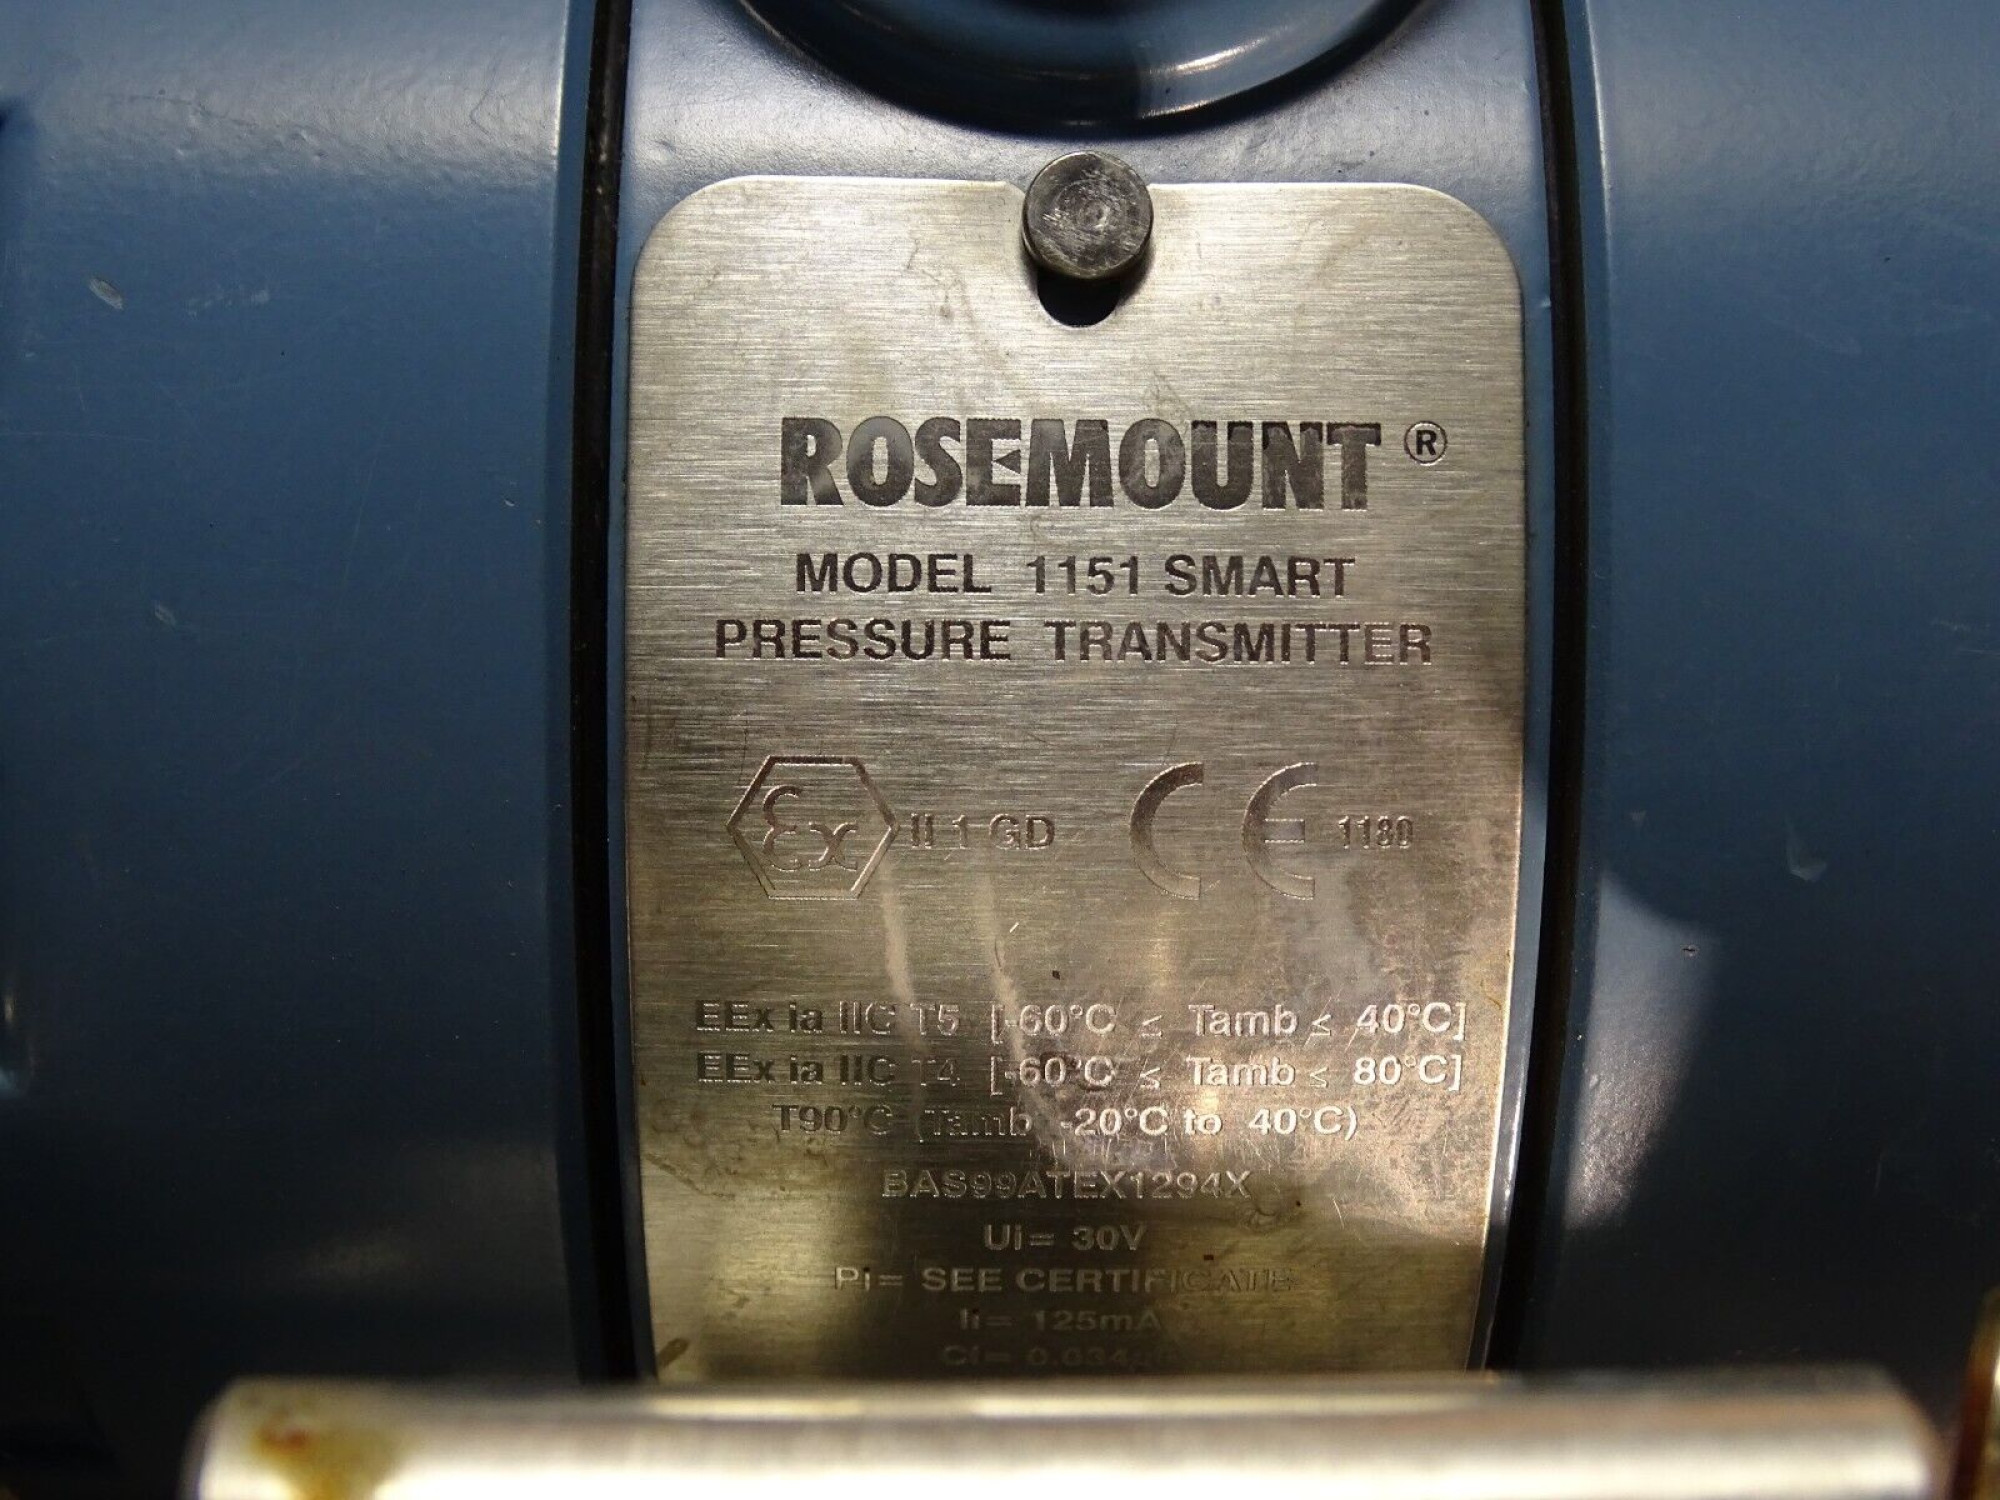 ROSEMOUNT ®
MODEL 1151 SMART
PRESSURE TRANSMITTER
Ex II 1 GD CE 1180
EEx ia IIC T5 [-60°C ≤ Tamb ≤ 40°C]
EEx ia IIC T4 [-60°C ≤ Tamb ≤ 80°C]
T90°C (Tamb -20°C to 40°C)
BAS99ATEX1294X
Ui= 30V
Pi= SEE CERTIFICATE
Ii= 125mA
Ci=